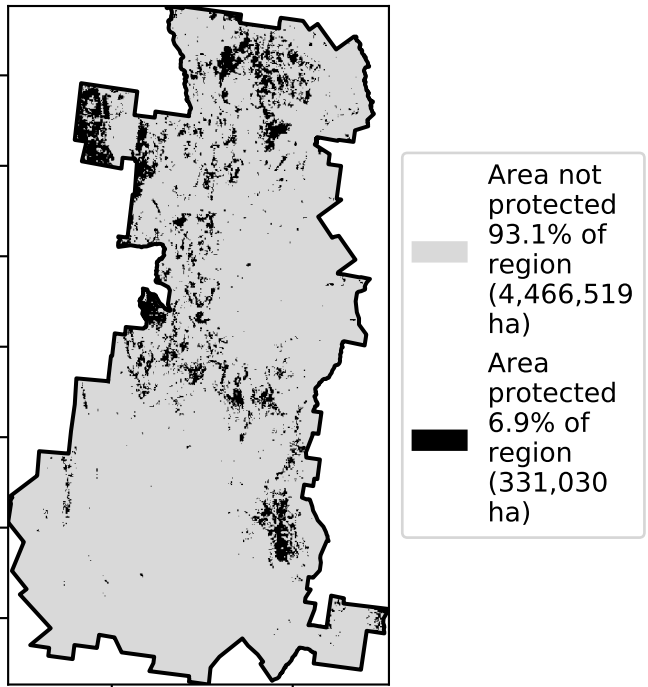 Area not
protected
93.1% of
region
(4,466,519
ha)
Area
protected
6.9% of
region
(331,030
ha)